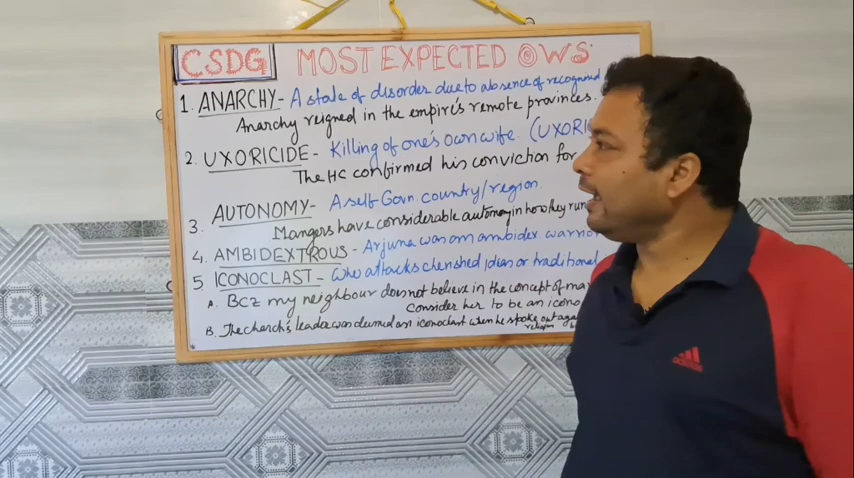 CSDG MOST EXPECTED OWS
1. ANARCHY - A state of disorder due to absence of recognised
Anarchy reigned in the empire's remote provinces.
2. UXORICIDE - Killing of one's own wife. (UXORI
The HC confirmed his conviction for
3. AUTONOMY - A self Govn. country/region.
Mangers have considerable autonomy in how they run
4. AMBIDEXTROUS - Arjuna was an ambidex. warrior
5 ICONOCLAST - Who attacks cherished ideas or traditional
A. Bcz my neighbour does not believe in the concept of mar
consider her to be an icono
B. The church's leader was deemed an iconoclast when he spoke out aga
religion
adidas